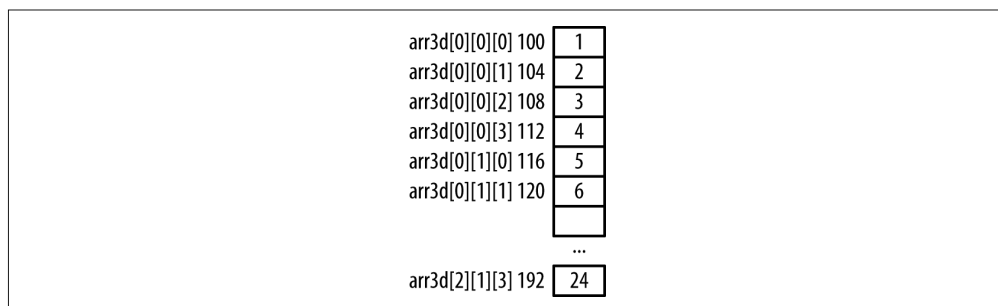 arr3d[0][0][0] 100 1
arr3d[0][0][1] 104 2
arr3d[0][0][2] 108 3
arr3d[0][0][3] 112 4
arr3d[0][1][0] 116 5
arr3d[0][1][1] 120 6
...
arr3d[2][1][3] 192 24